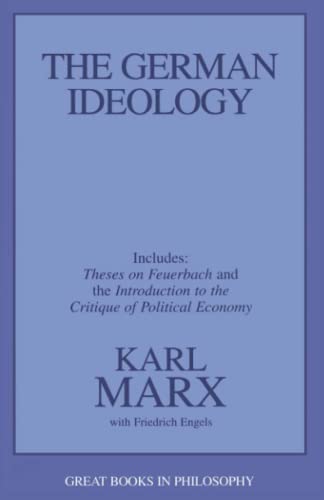 THE GERMAN
IDEOLOGY
Includes:
Theses on Feuerbach and
the Introduction to the
Critique of Political Economy
KARL
MARX
with Friedrich Engels
GREAT BOOKS IN PHILOSOPHY